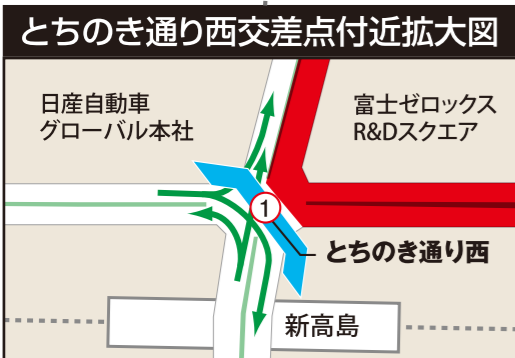 とちのき通り西交差点付近拡大図
日産自動車
グローバル本社
富士ゼロックス
R&Dスクエア
1
とちのき通り西
新高島